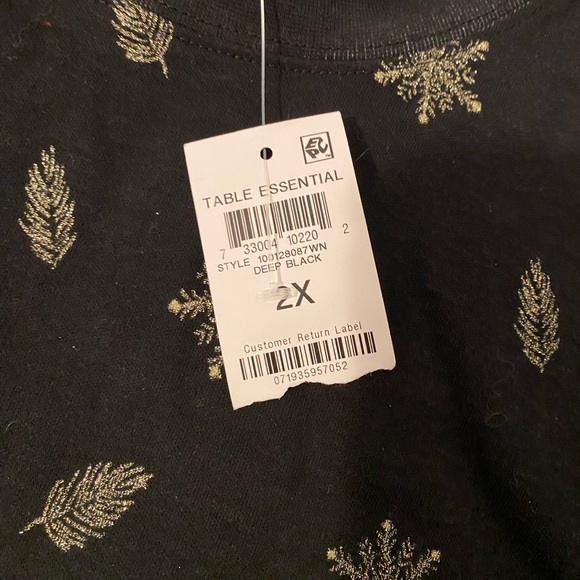 TABLE ESSENTIAL
7 33004 10220 2
STYLE 100128087WN
DEEP BLACK
2X
Customer Return Label
071935957052